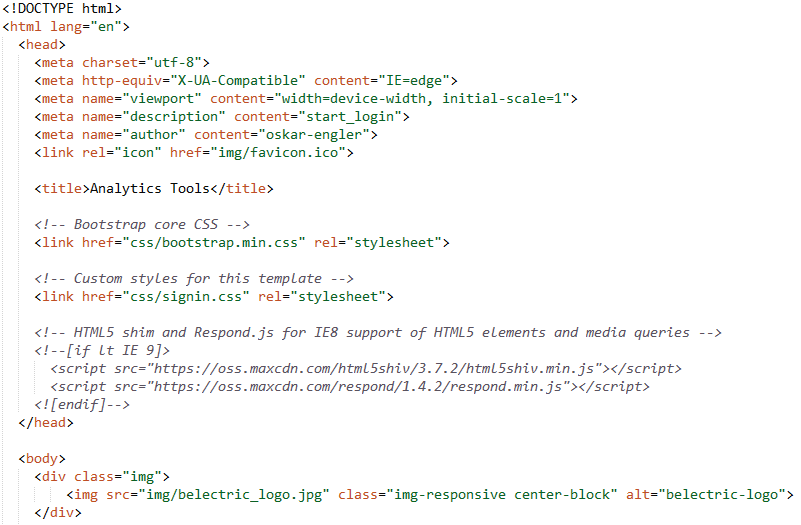 <!DOCTYPE html>
<html lang="en">
<head>
<meta charset="utf-8">
<meta http-equiv="X-UA-Compatible" content="IE=edge">
<meta name="viewport" content="width=device-width, initial-scale=1">
<meta name="description" content="start_login">
<meta name="author" content="oskar-engler">
<link rel="icon" href="img/favicon.ico">
<title>Analytics Tools</title>
<!-- Bootstrap core CSS -->
<link href="css/bootstrap.min.css" rel="stylesheet">
<!-- Custom styles for this template -->
<link href="css/signin.css" rel="stylesheet">
<!-- HTML5 shim and Respond.js for IE8 support of HTML5 elements and media queries -->
<!--[if lt IE 9]>
<script src="https://oss.maxcdn.com/html5shiv/3.7.2/html5shiv.min.js"></script>
<script src="https://oss.maxcdn.com/respond/1.4.2/respond.min.js"></script>
<![endif]-->
</head>
<body>
<div class="img">
<img src="img/belectric_logo.jpg" class="img-responsive center-block" alt="belectric-logo">
</div>